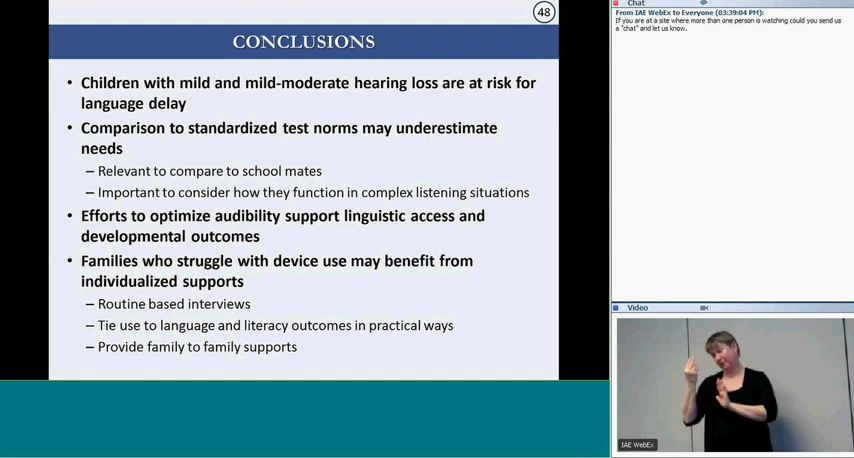 48
CONCLUSIONS
• Children with mild and mild-moderate hearing loss are at risk for
language delay
• Comparison to standardized test norms may underestimate
needs
– Relevant to compare to school mates
– Important to consider how they function in complex listening situations
• Efforts to optimize audibility support linguistic access and
developmental outcomes
• Families who struggle with device use may benefit from
individualized supports
– Routine based interviews
– Tie use to language and literacy outcomes in practical ways
– Provide family to family supports
Chat
From IAE WebEx to Everyone (03:39:04 PM):
If you are at a site where more than one person is watching could you send us
a "chat" and let us know.
Video
IAE WebEx